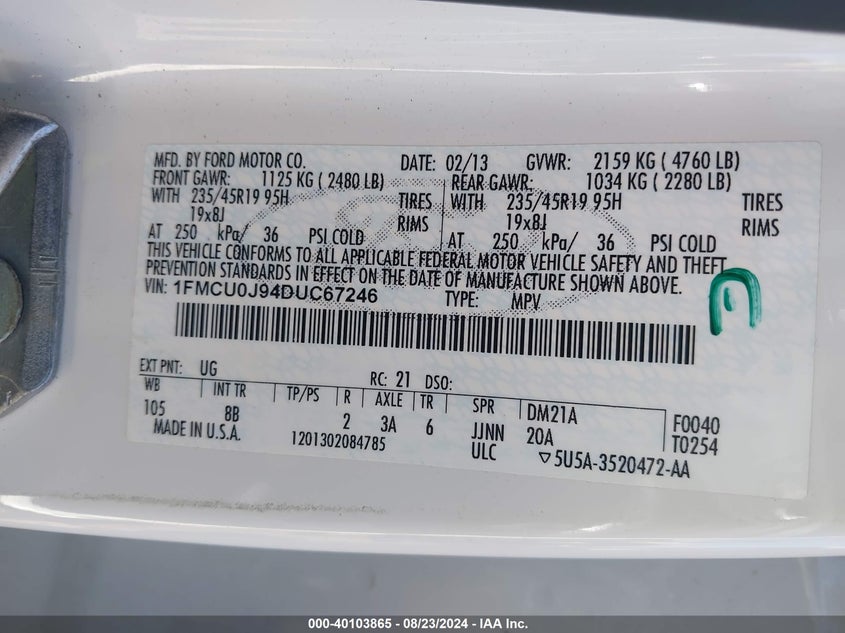 MFD. BY FORD MOTOR CO. DATE: 02/13 GVWR: 2159 KG ( 4760 LB)
FRONT GAWR: 1125 KG ( 2480 LB) REAR GAWR: 1034 KG ( 2280 LB)
WITH 235/45R19 95H TIRES WITH 235/45R19 95H TIRES
19x8J RIMS 19x8J RIMS
AT 250 kPa/ 36 PSI COLD AT 250 kPa/ 36 PSI COLD
THIS VEHICLE CONFORMS TO ALL APPLICABLE FEDERAL MOTOR VEHICLE SAFETY AND THEFT
PREVENTION STANDARDS IN EFFECT ON THE DATE OF MANUFACTURE SHOWN ABOVE.
VIN: 1FMCU0J94DUC67246 TYPE: MPV
EXT PNT: UG RC: 21 DSO:
WB INT TR TP/PS R AXLE TR SPR DM21A F0040
105 8B 2 3A 6 JJNN 20A T0254
MADE IN U.S.A. 1201302084785 ULC ▽5U5A-3520472-AA
000-40103865 - 08/23/2024 - IAA Inc.